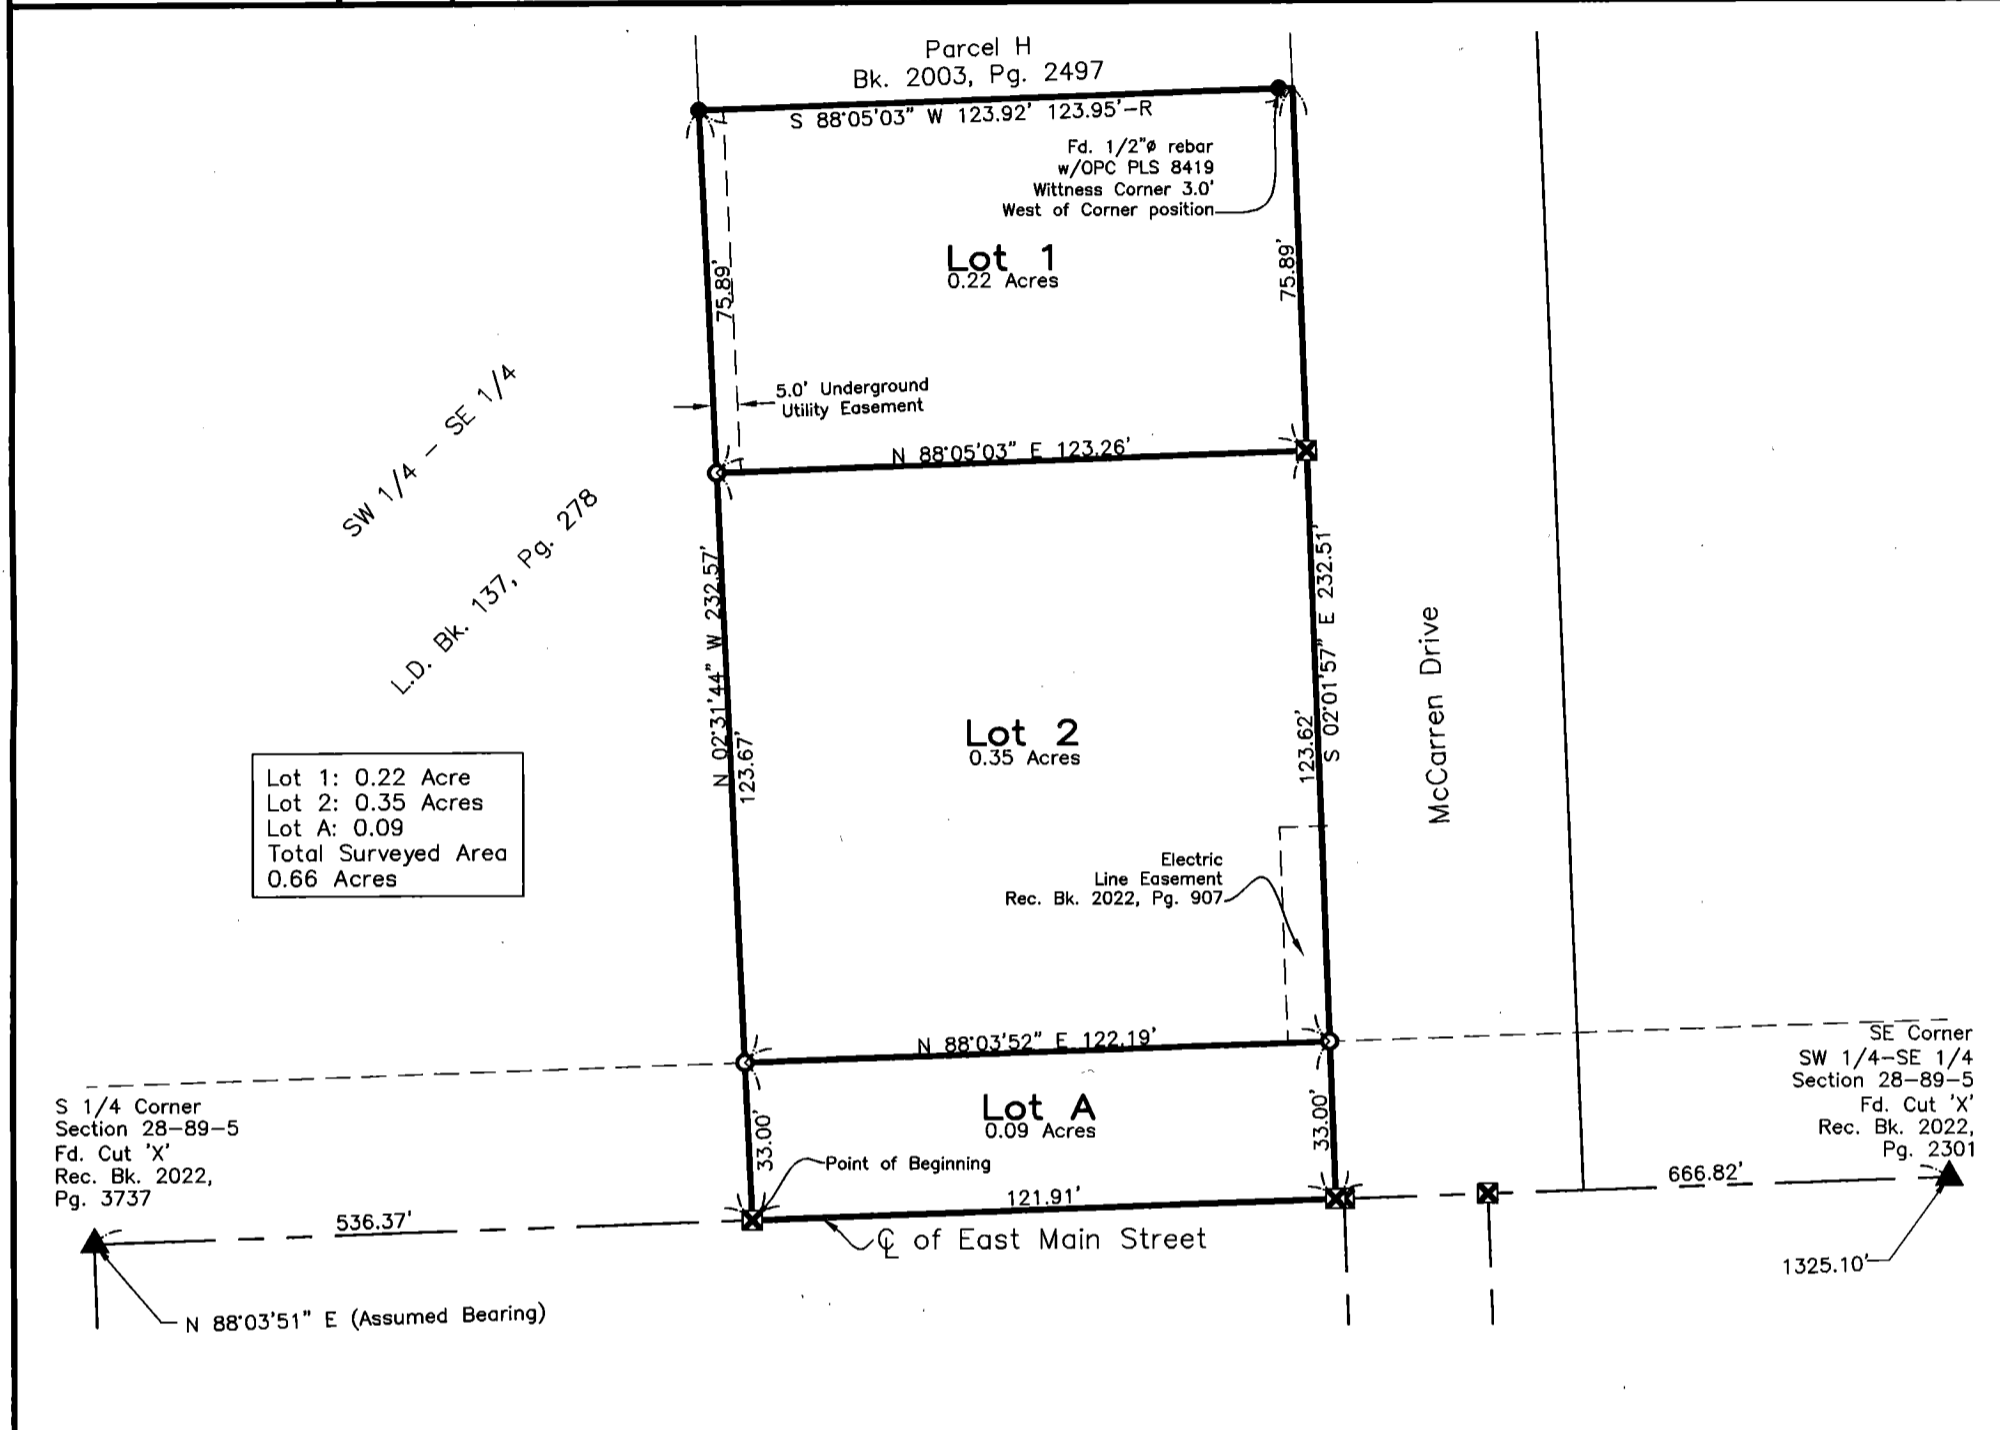 Parcel H
Bk. 2003, Pg. 2497
S 88°05'03" W 123.92' 123.95'-R
Fd. 1/2"ø rebar
w/OPC PLS 8419
Wittness Corner 3.0'
West of Corner position
Lot 1
0.22 Acres
75.89'
75.89'
5.0' Underground
Utility Easement
N 88°05'03" E 123.26'
SW 1/4 - SE 1/4
L.D. Bk. 137, Pg. 278
N 02°31'44" W 232.57'
123.67'
S 02°01'57" E 232.51'
123.62'
McCarren Drive
Lot 2
0.35 Acres
Lot 1: 0.22 Acre
Lot 2: 0.35 Acres
Lot A: 0.09
Total Surveyed Area
0.66 Acres
Electric
Line Easement
Rec. Bk. 2022, Pg. 907
N 88°03'52" E 122.19'
SE Corner
SW 1/4-SE 1/4
Section 28-89-5
Fd. Cut 'X'
Rec. Bk. 2022,
Pg. 2301
S 1/4 Corner
Section 28-89-5
Fd. Cut 'X'
Rec. Bk. 2022,
Pg. 3737
Lot A
0.09 Acres
33.00'
33.00'
Point of Beginning
121.91'
666.82'
536.37'
℄ of East Main Street
1325.10'
N 88°03'51" E (Assumed Bearing)